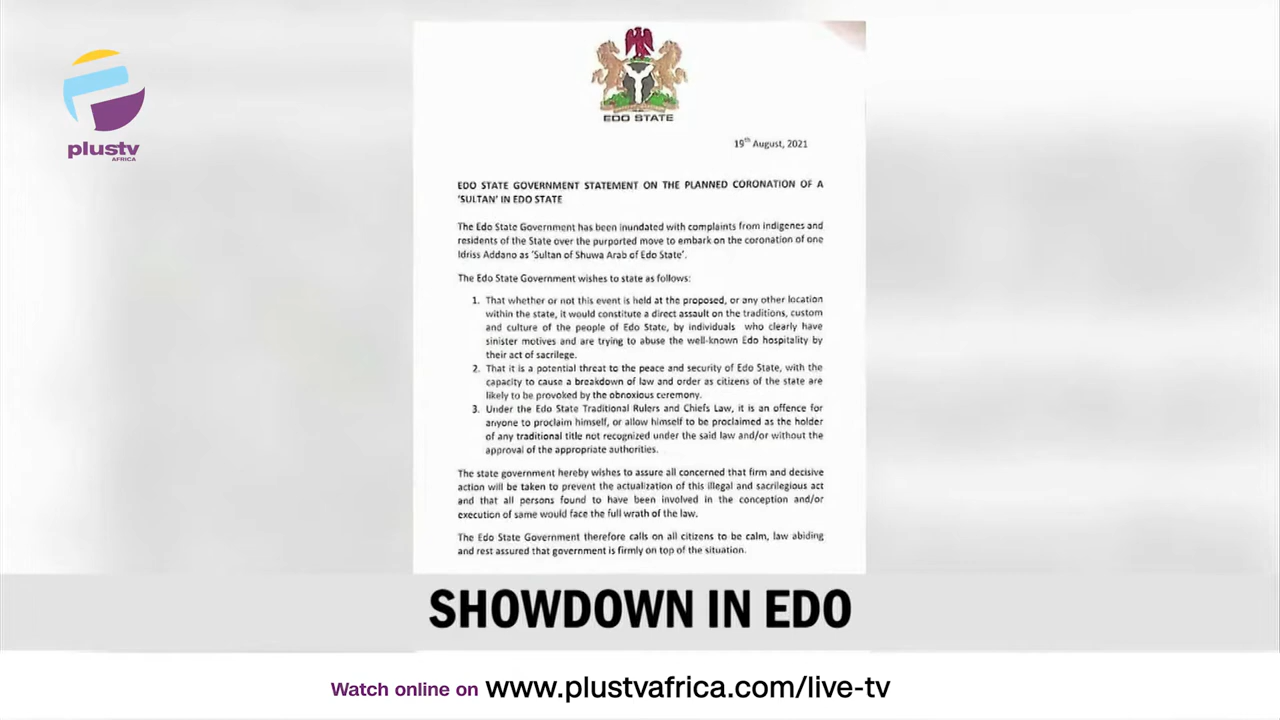 plustv
AFRICA
EDO STATE
19th August, 2021
EDO STATE GOVERNMENT STATEMENT ON THE PLANNED CORONATION OF A
'SULTAN' IN EDO STATE
The Edo State Government has been inundated with complaints from indigenes and
residents of the State over the purported move to embark on the coronation of one
Idriss Addano as 'Sultan of Shuwa Arab of Edo State'.
The Edo State Government wishes to state as follows:
1. That whether or not this event is held at the proposed, or any other location
within the state, it would constitute a direct assault on the traditions, custom
and culture of the people of Edo State, by individuals who clearly have
sinister motives and are trying to abuse the well-known Edo hospitality by
their act of sacrilege.
2. That it is a potential threat to the peace and security of Edo State, with the
capacity to cause a breakdown of law and order as citizens of the state are
likely to be provoked by the obnoxious ceremony.
3. Under the Edo State Traditional Rulers and Chiefs Law, it is an offence for
anyone to proclaim himself, or allow himself to be proclaimed as the holder
of any traditional title not recognized under the said law and/or without the
approval of the appropriate authorities.
The state government hereby wishes to assure all concerned that firm and decisive
action will be taken to prevent the actualization of this illegal and sacrilegious act
and that all persons found to have been involved in the conception and/or
execution of same would face the full wrath of the law.
The Edo State Government therefore calls on all citizens to be calm, law abiding
and rest assured that government is firmly on top of the situation.
SHOWDOWN IN EDO
Watch online on www.plustvafrica.com/live-tv